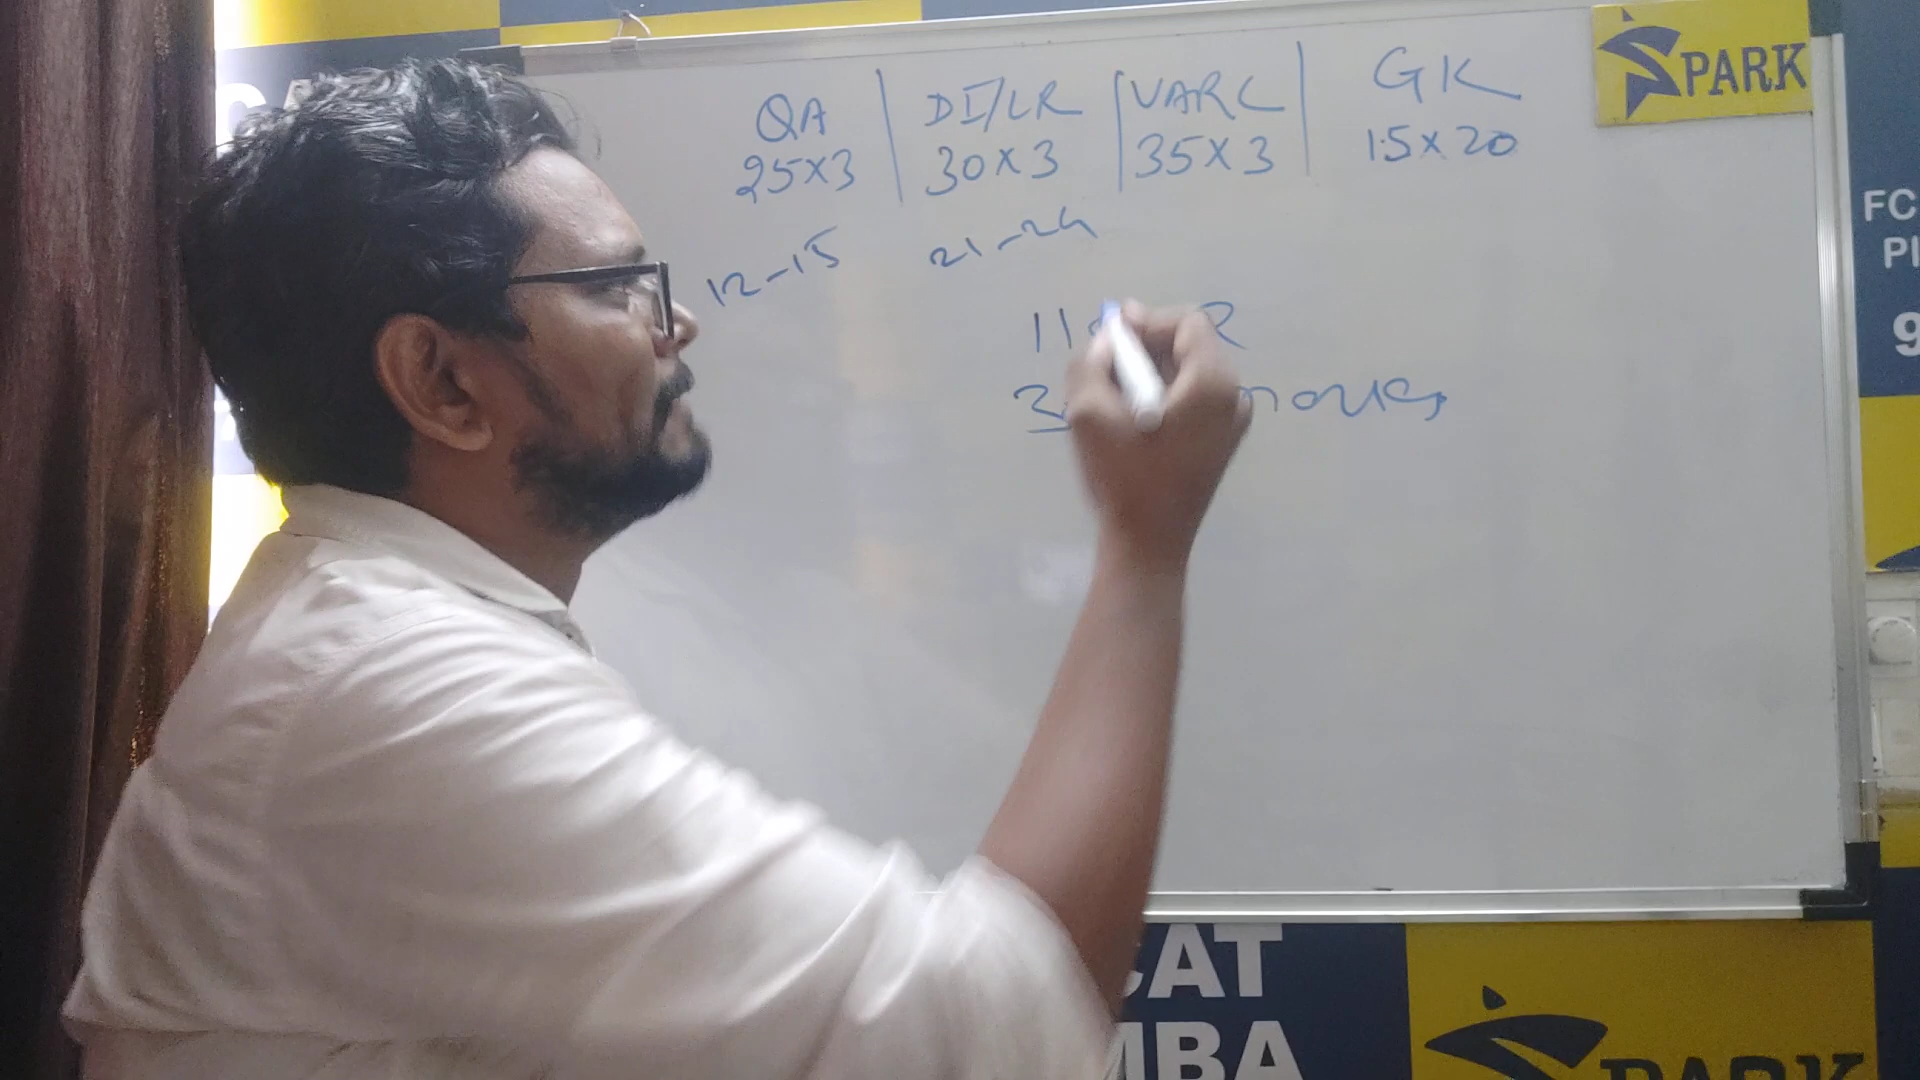 QA | DI/LR | VARC | GK
25X3 | 30X3 | 35X3 | 1.5X20
12-15 21-24
SPARK
FC
PI
9
CAT
MBA
SPARK